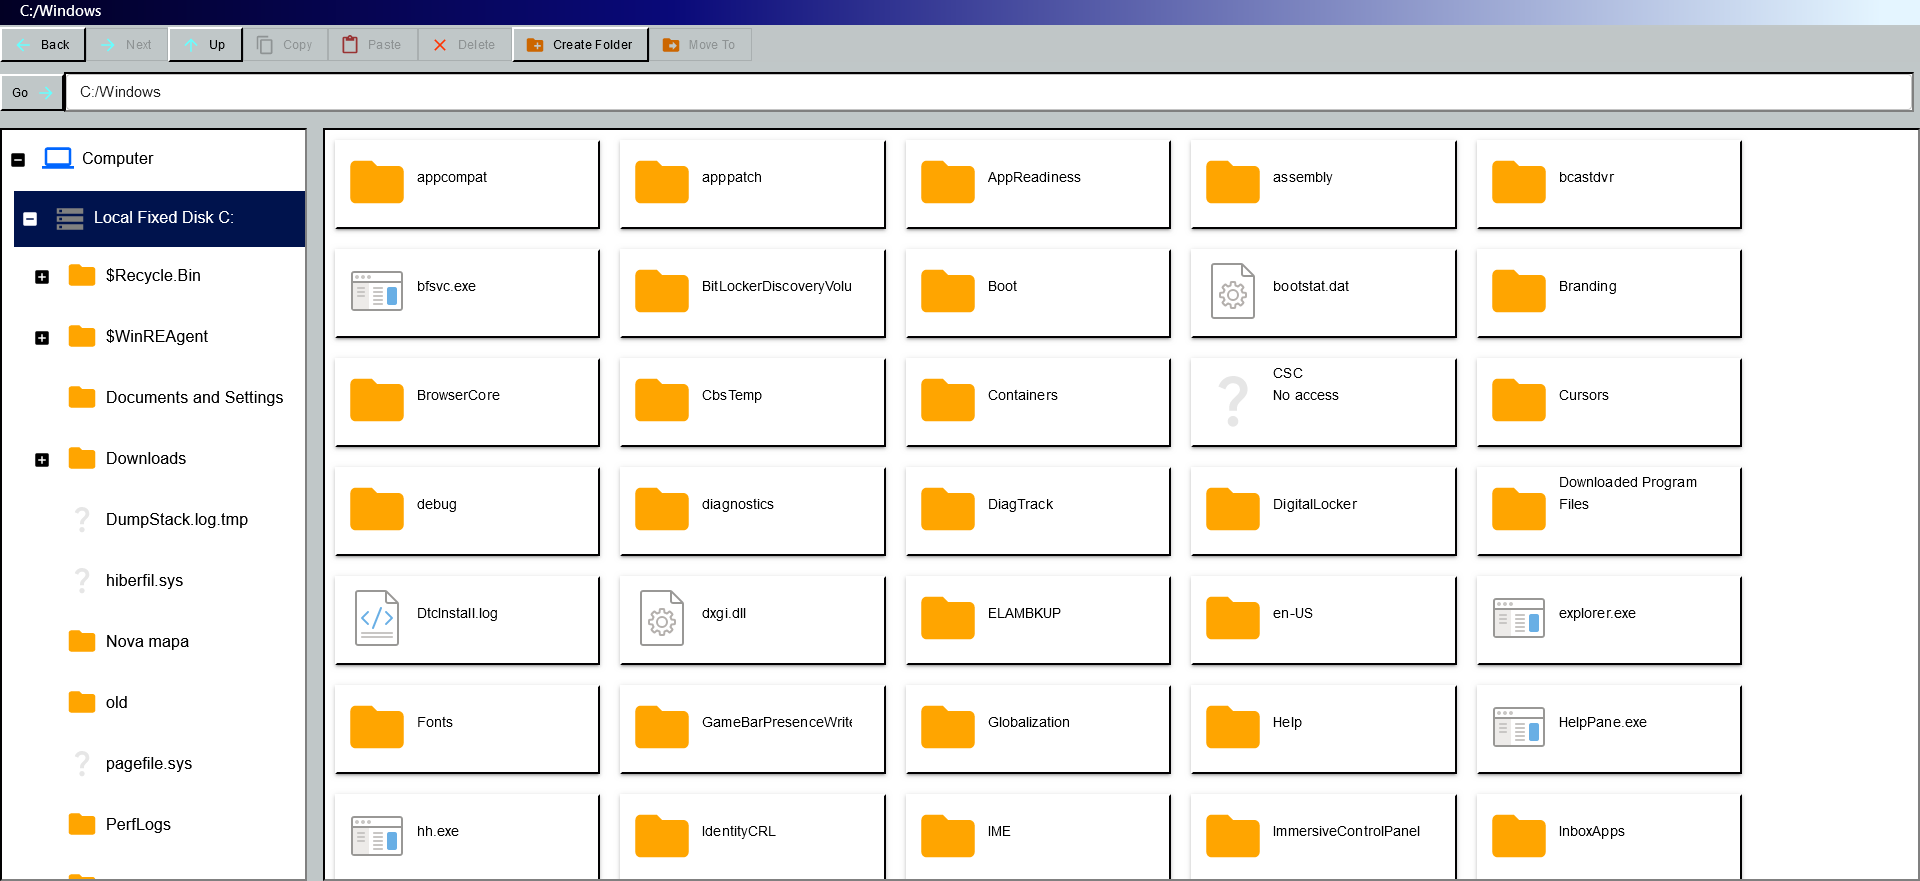 C:/Windows
Back
Next
Up
Copy
Paste
Delete
Create Folder
Move To
Go
C:/Windows
Computer
Local Fixed Disk C:
$Recycle.Bin
$WinREAgent
Documents and Settings
Downloads
DumpStack.log.tmp
hiberfil.sys
Nova mapa
old
pagefile.sys
PerfLogs
appcompat
apppatch
AppReadiness
assembly
bcastdvr
bfsvc.exe
BitLockerDiscoveryVolu
Boot
bootstat.dat
Branding
BrowserCore
CbsTemp
Containers
CSC
No access
Cursors
debug
diagnostics
DiagTrack
DigitalLocker
Downloaded Program
Files
DtcInstall.log
dxgi.dll
ELAMBKUP
en-US
explorer.exe
Fonts
GameBarPresenceWrite
Globalization
Help
HelpPane.exe
hh.exe
IdentityCRL
IME
ImmersiveControlPanel
InboxApps